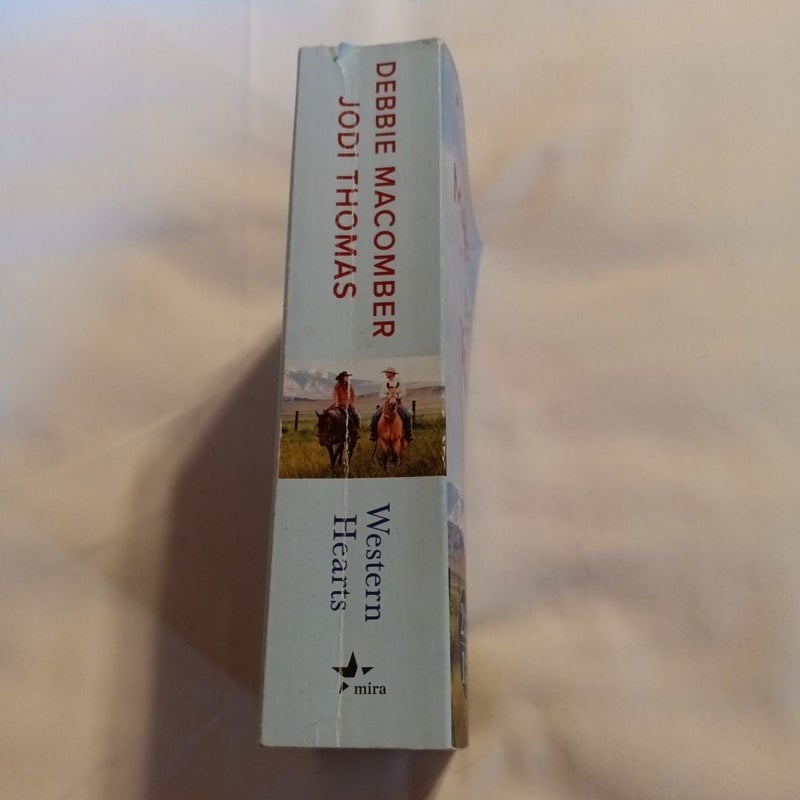 DEBBIE MACOMBER
JODI THOMAS
Western
Hearts
mira